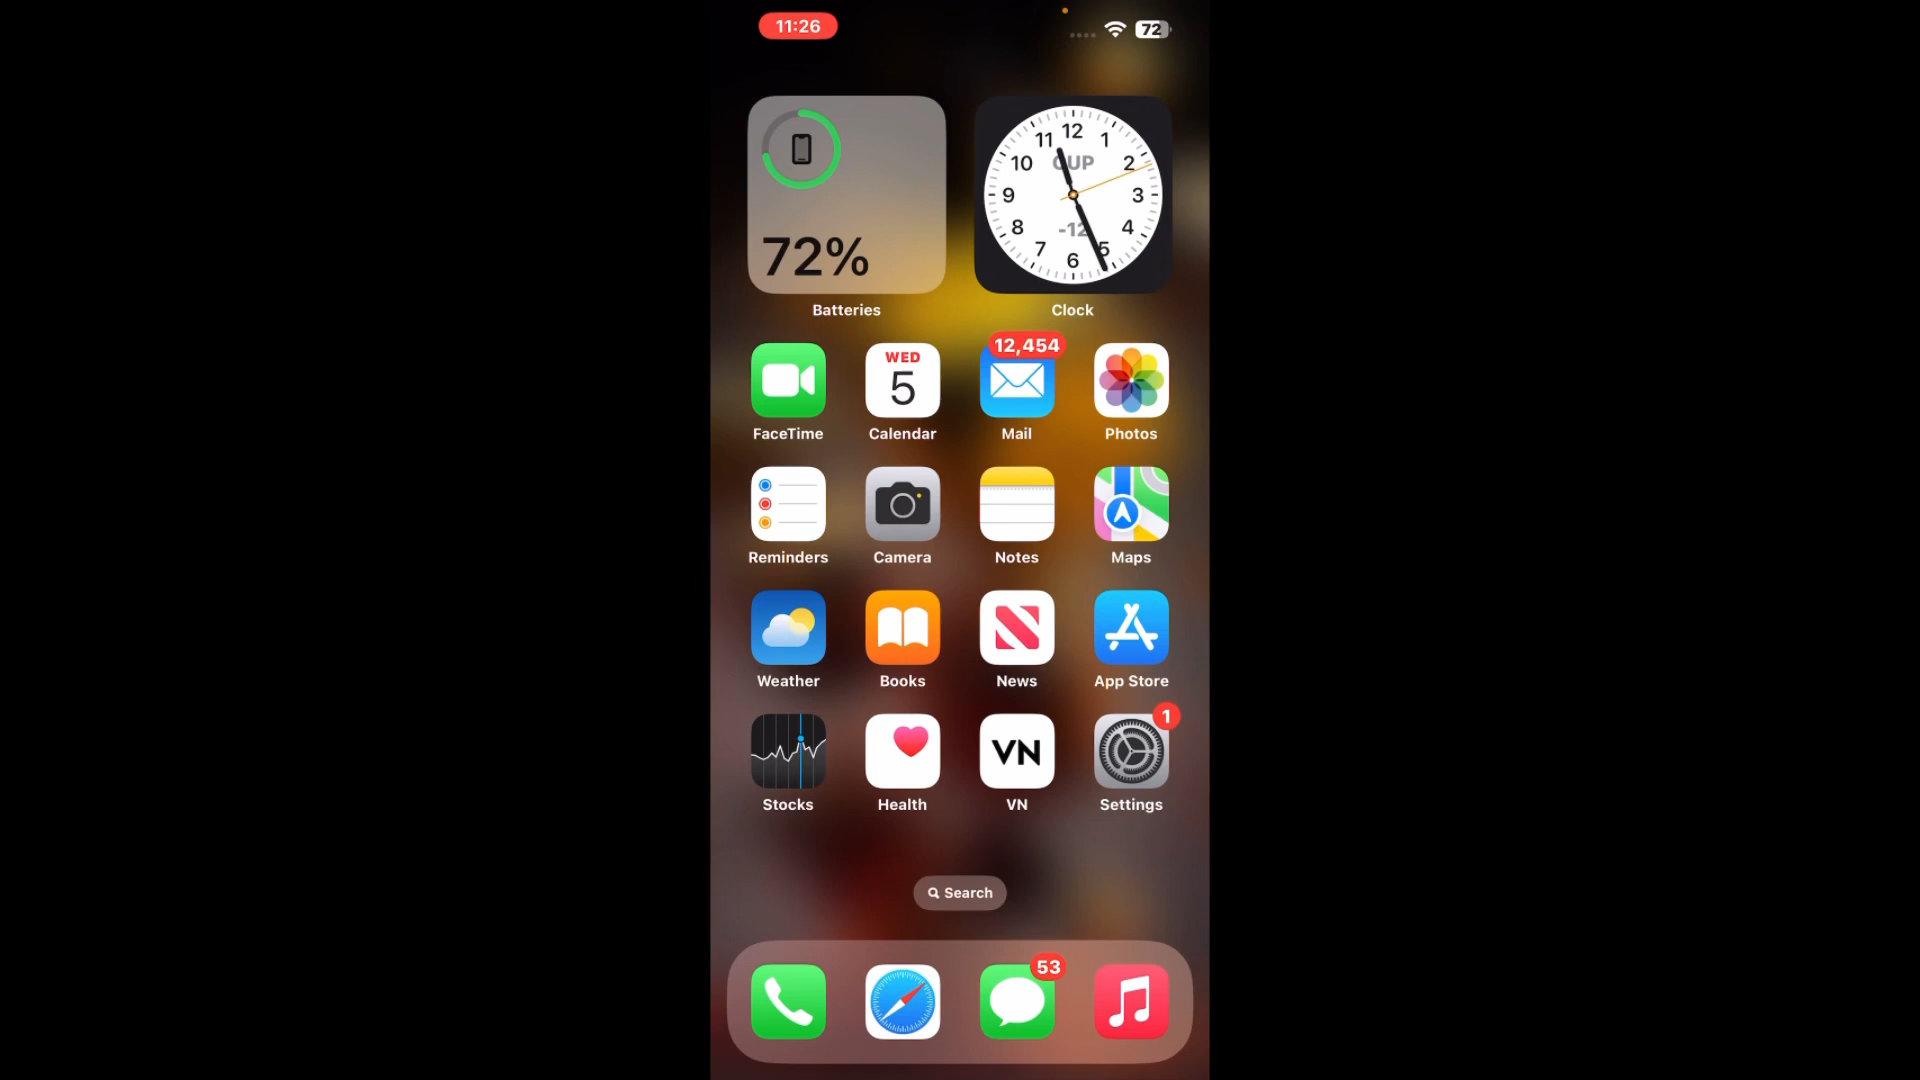 11:26
72
72%
Batteries
12
11 1
CUP
10 2
9 3
8 -12 4
7 5
6
Clock
12,454
WED
5
FaceTime Calendar Mail Photos
Reminders Camera Notes Maps
Weather Books News App Store
VN
1
Stocks Health VN Settings
Search
53